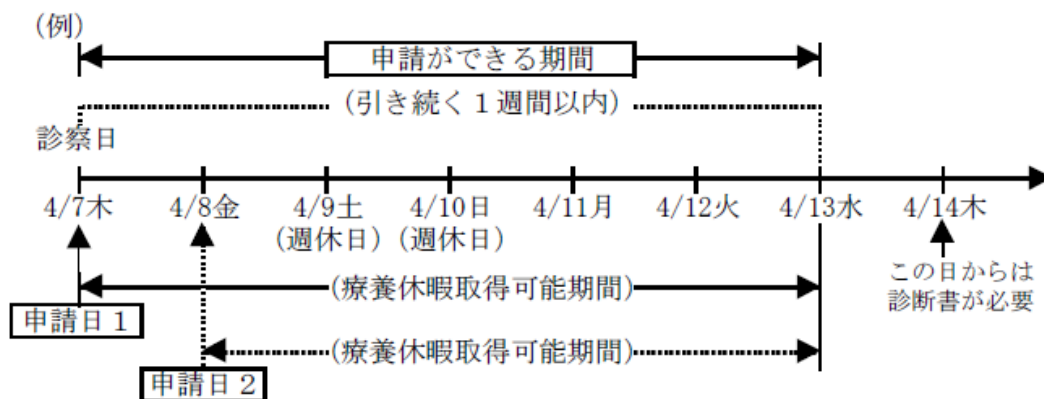 (例)
申請ができる期間
(引き続く1週間以内)
診察日
4/7木 4/8金 4/9土 4/10日 4/11月 4/12火 4/13水 4/14木
(週休日) (週休日)
この日からは
診断書が必要
(療養休暇取得可能期間)
申請日1
(療養休暇取得可能期間)
申請日2